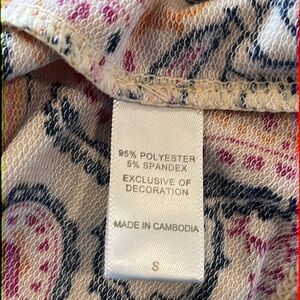 95% POLYESTER
5% SPANDEX
EXCLUSIVE OF
DECORATION
MADE IN CAMBODIA
S